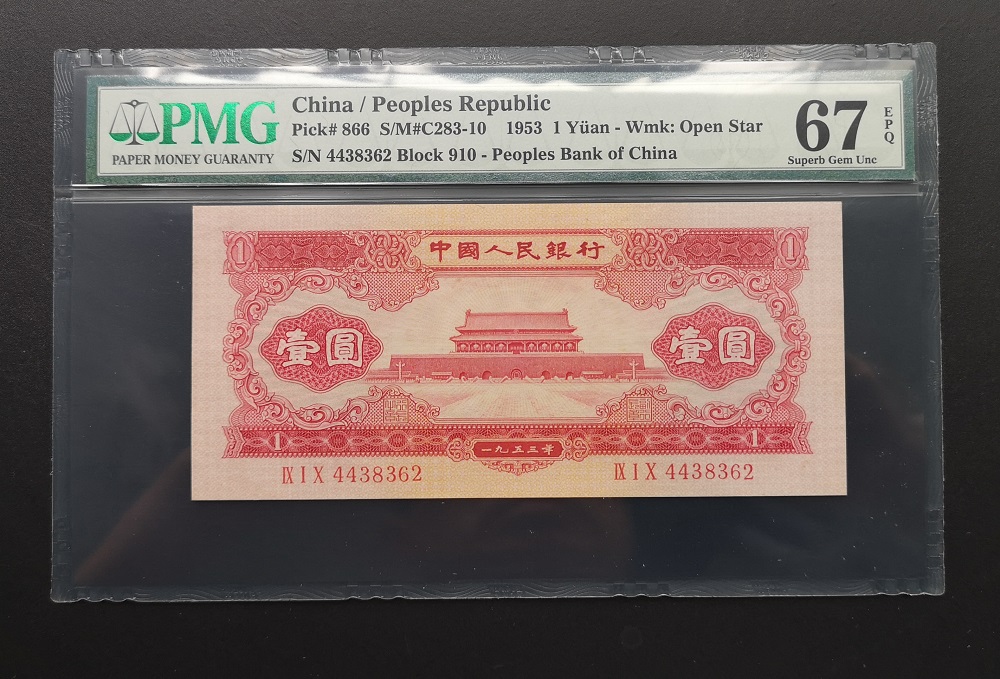 PMG
PAPER MONEY GUARANTY
China / Peoples Republic
Pick# 866 S/M#C283-10 1953 1 Yüan - Wmk: Open Star
S/N 4438362 Block 910 - Peoples Bank of China
67
EPQ
Superb Gem Unc
1 中國人民銀行 1
壹圓 壹圓
1 一九五三年 1
Ⅸ I X 4438362 Ⅸ I X 4438362